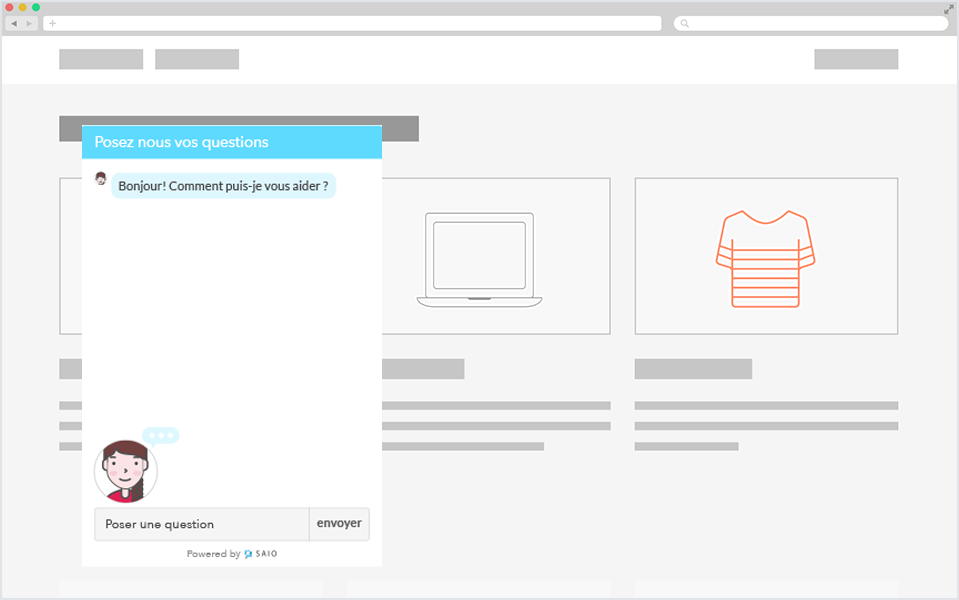 Posez nous vos questions
Bonjour! Comment puis-je vous aider ?
Poser une question
envoyer
Powered by SAIO